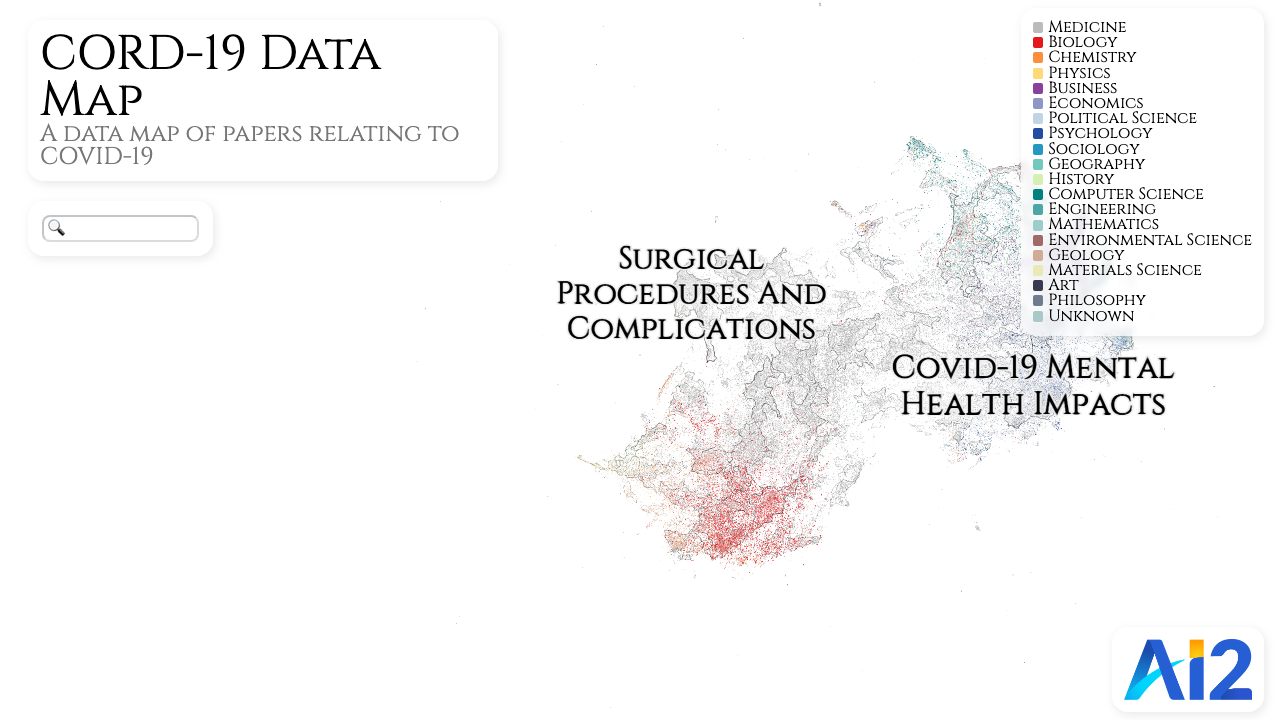 CORD-19 Data
Map
A data map of papers relating to
COVID-19
Surgical
Procedures And
Complications
Covid-19 Mental
Health Impacts
Medicine
Biology
Chemistry
Physics
Business
Economics
Political Science
Psychology
Sociology
Geography
History
Computer Science
Engineering
Mathematics
Environmental Science
Geology
Materials Science
Art
Philosophy
Unknown
Ai2